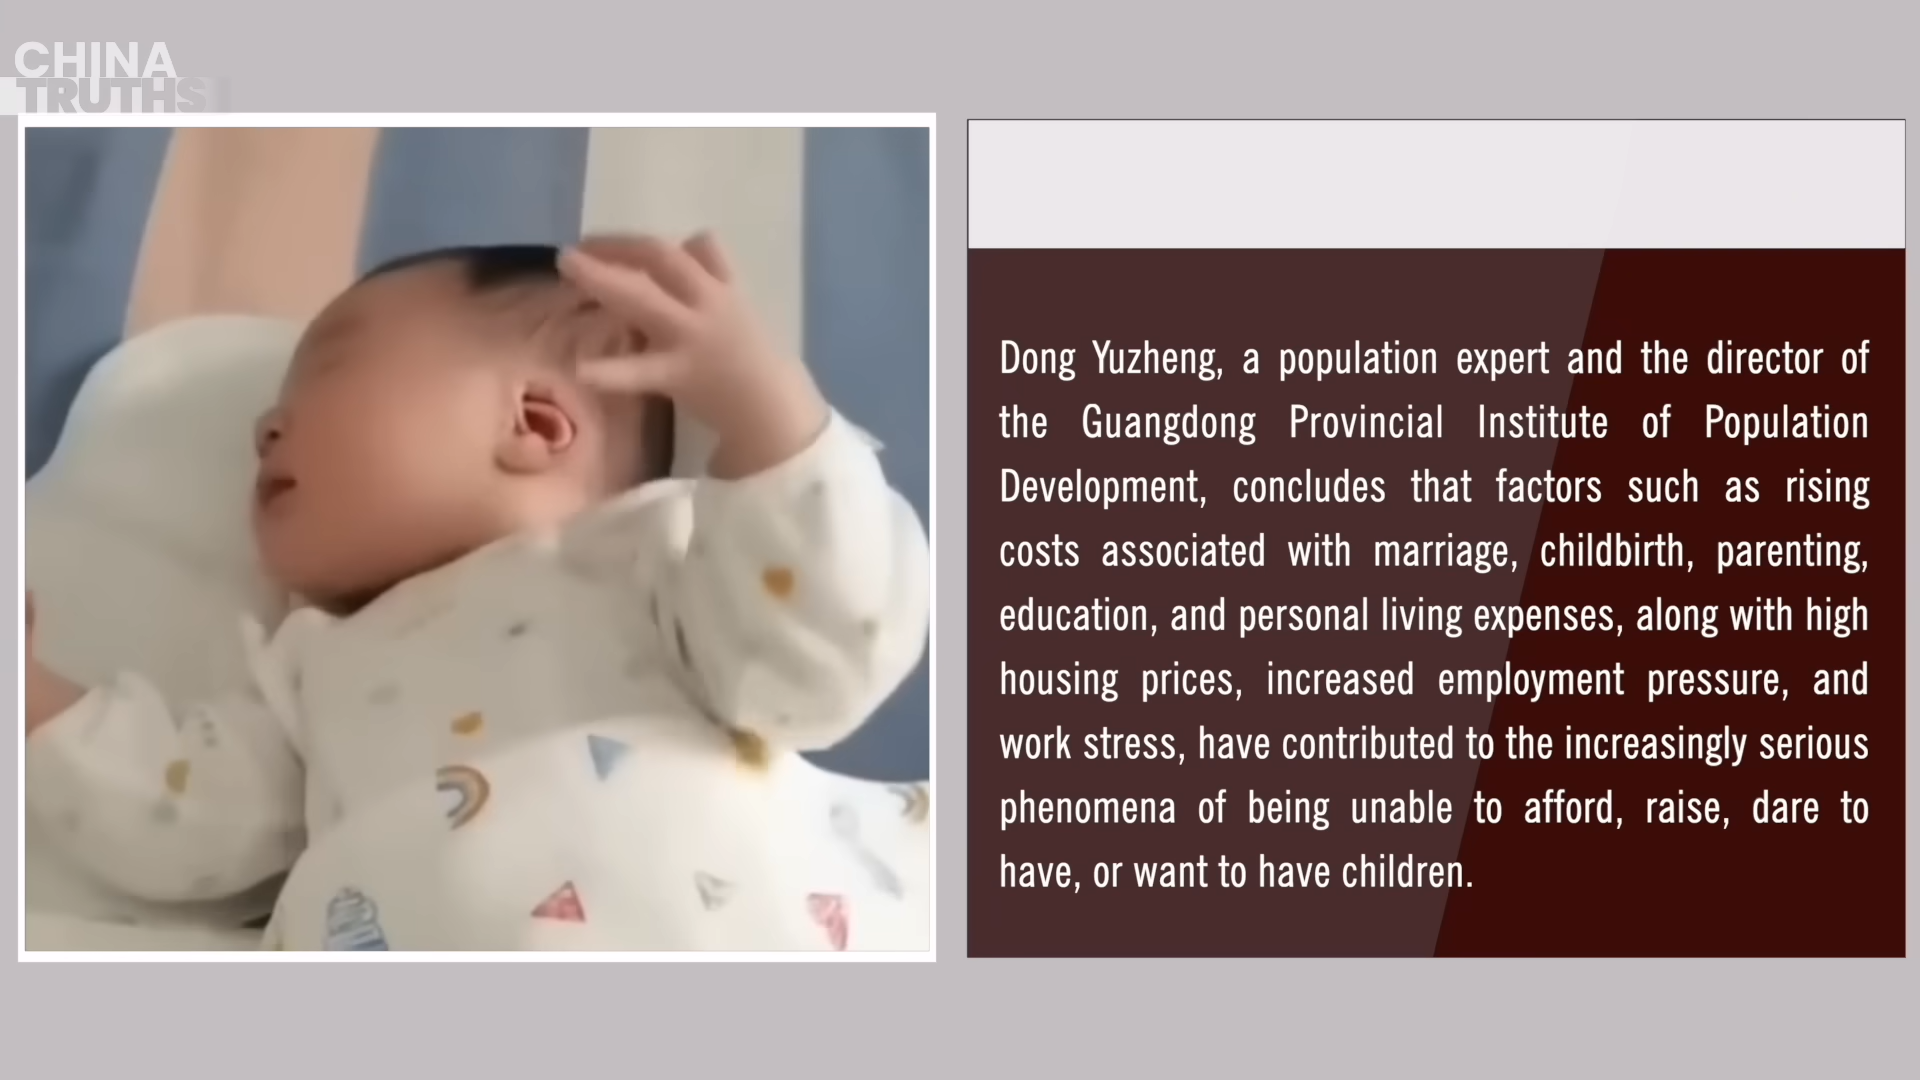 CHINA
TRUTHS
Dong Yuzheng, a population expert and the director of
the Guangdong Provincial Institute of Population
Development, concludes that factors such as rising
costs associated with marriage, childbirth, parenting,
education, and personal living expenses, along with high
housing prices, increased employment pressure, and
work stress, have contributed to the increasingly serious
phenomena of being unable to afford, raise, dare to
have, or want to have children.